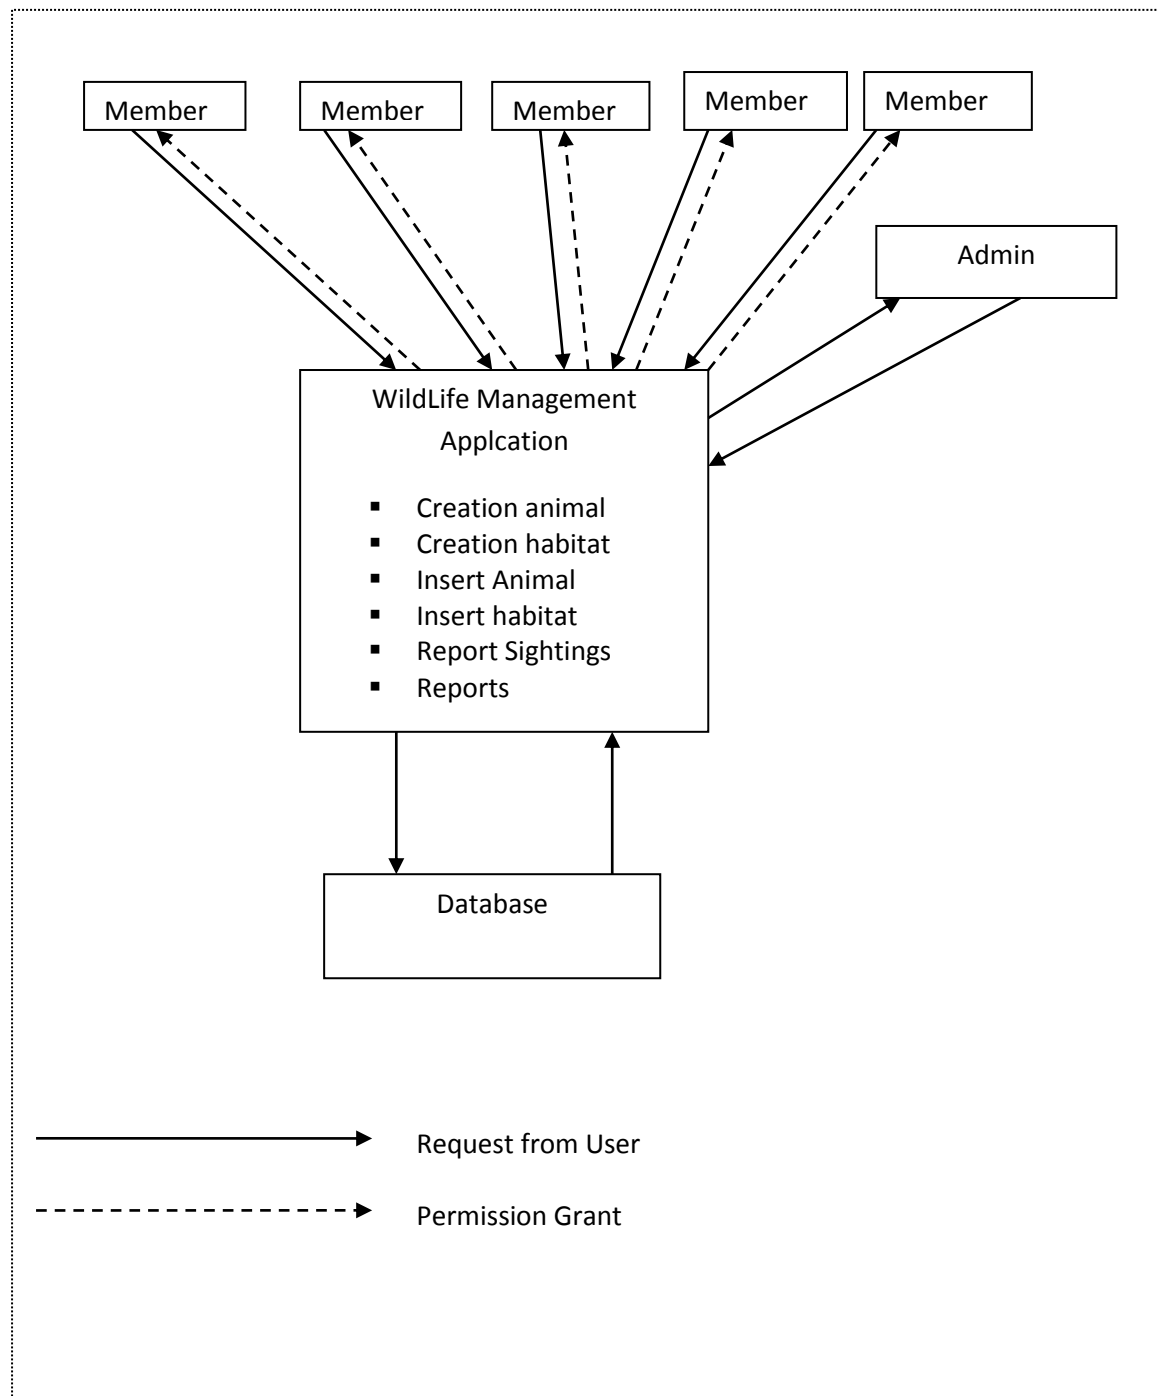 Member
Member
Member
Member
Member
Admin
WildLife Management
Applcation
Creation animal
Creation habitat
Insert Animal
Insert habitat
Report Sightings
Reports
Database
Request from User
Permission Grant